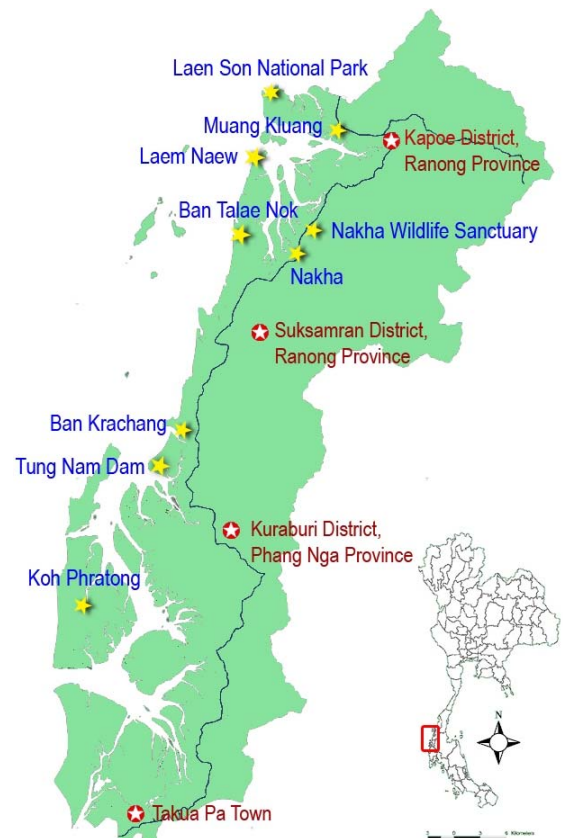 Laen Son National Park
Muang Kluang
Kapoe District,
Ranong Province
Laem Naew
Ban Talae Nok
Nakha Wildlife Sanctuary
Nakha
Suksamran District,
Ranong Province
Ban Krachang
Tung Nam Dam
Kuraburi District,
Phang Nga Province
Koh Phratong
N
Takua Pa Town